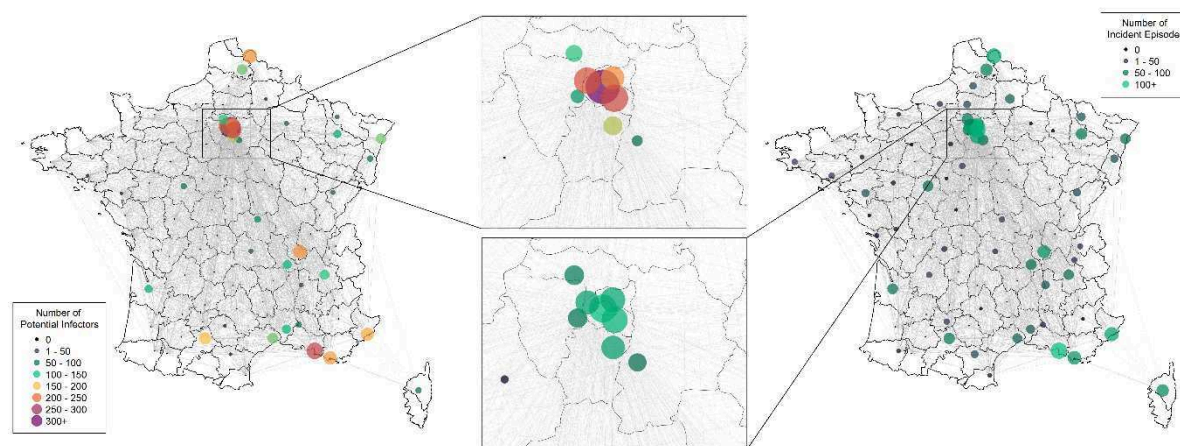 Number of
Potential Infectors
0
1 - 50
50 - 100
100 - 150
150 - 200
200 - 250
250 - 300
300+
Number of
Incident Episode
0
1 - 50
50 - 100
100+